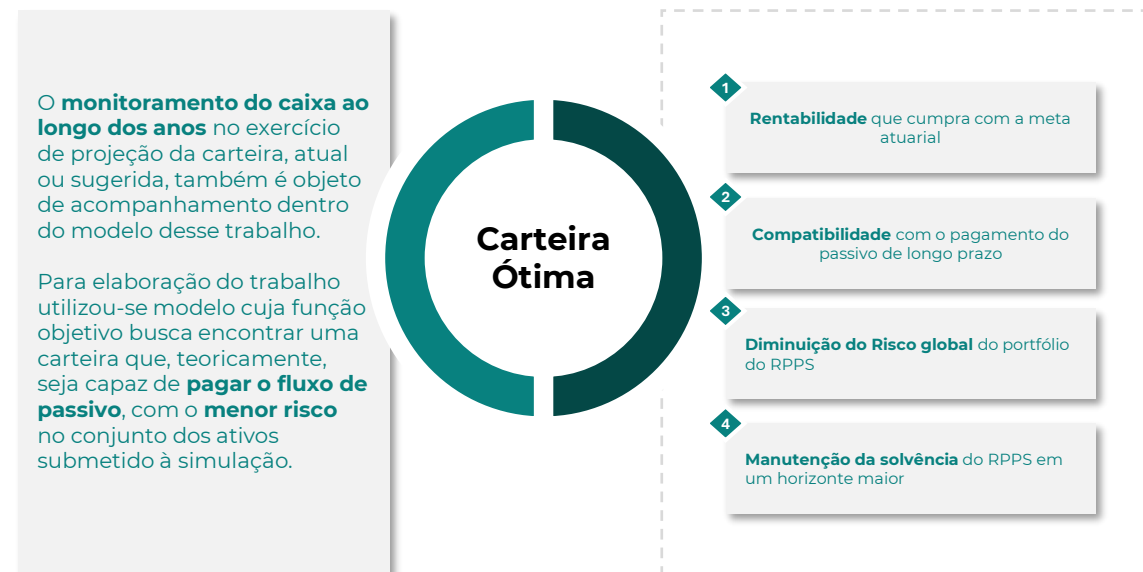 O monitoramento do caixa ao
longo dos anos no exercício
de projeção da carteira, atual
ou sugerida, também é objeto
de acompanhamento dentro
do modelo desse trabalho.
Para elaboração do trabalho
utilizou-se modelo cuja função
objetivo busca encontrar uma
carteira que, teoricamente,
seja capaz de pagar o fluxo de
passivo, com o menor risco
no conjunto dos ativos
submetido à simulação.
Carteira
Ótima
1
Rentabilidade que cumpra com a meta
atuarial
2
Compatibilidade com o pagamento do
passivo de longo prazo
3
Diminuição do Risco global do portfólio
do RPPS
4
Manutenção da solvência do RPPS em
um horizonte maior